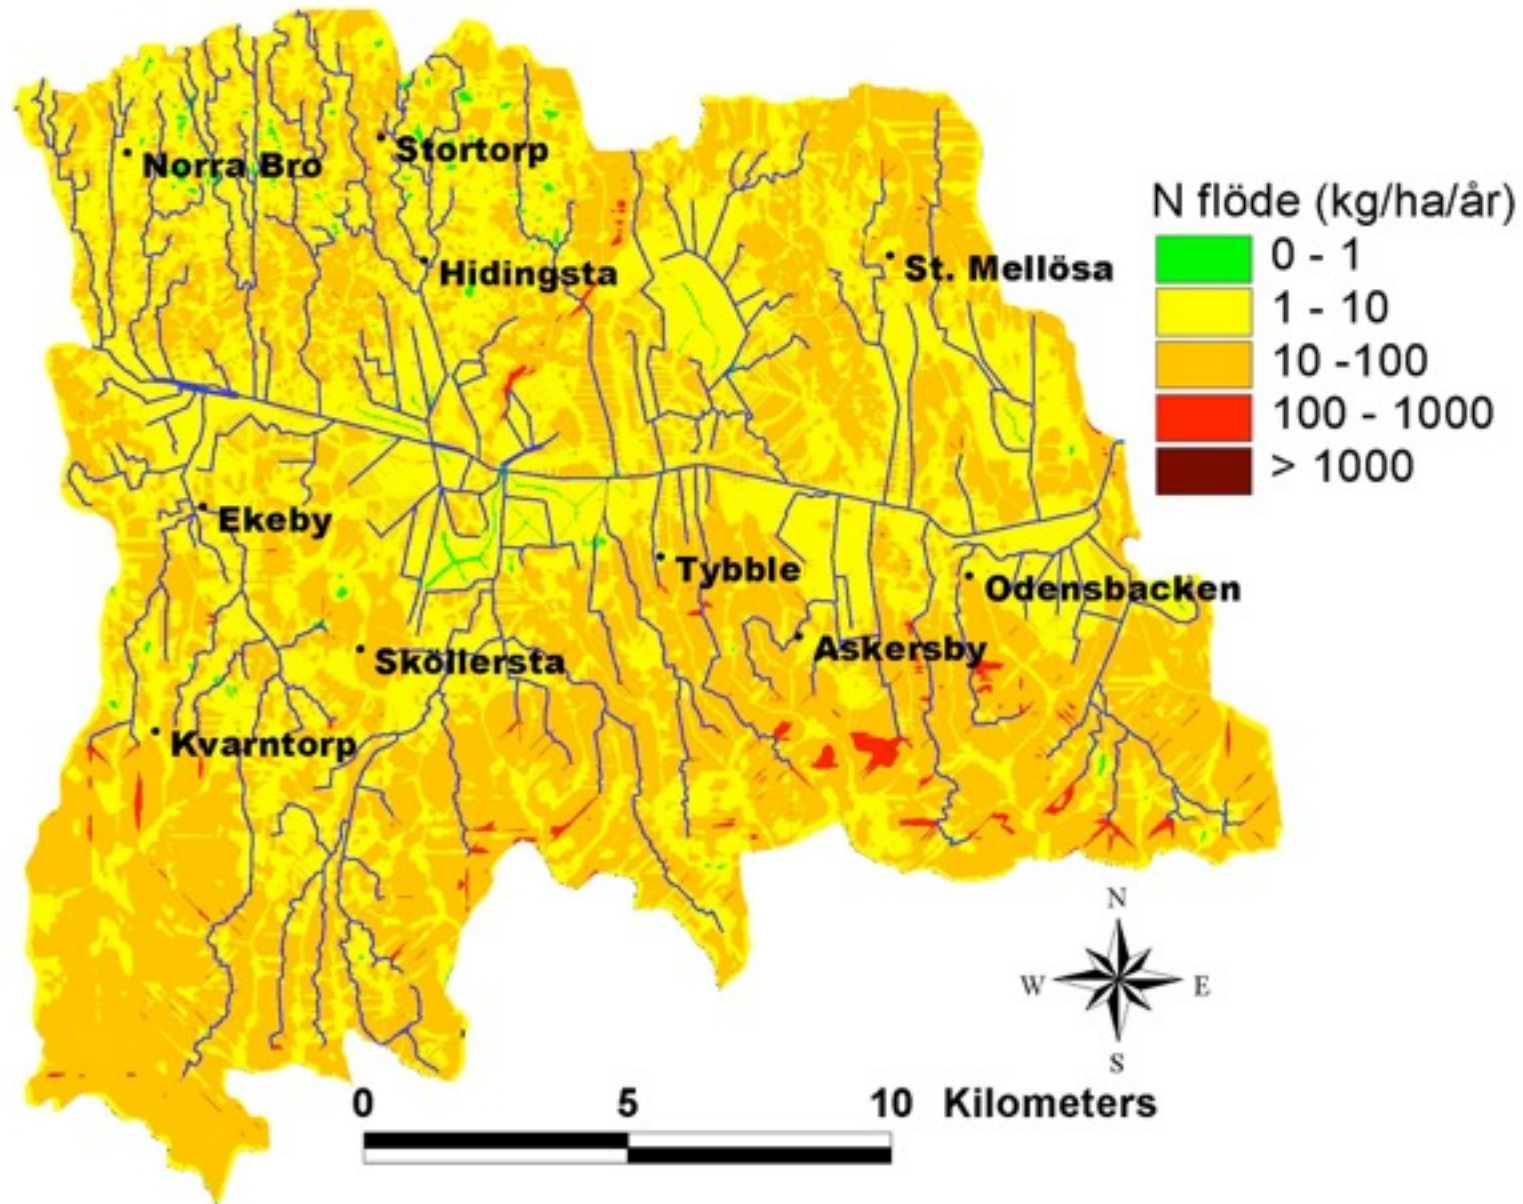 Norra Bro
Stortorp
N flöde (kg/ha/år)
0 - 1
1 - 10
10 -100
100 - 1000
> 1000
Hidingsta
St. Mellösa
Ekeby
Tybble
Odensbacken
Sköllersta
Askersby
Kvarntorp
N
W E
S
0 5 10 Kilometers